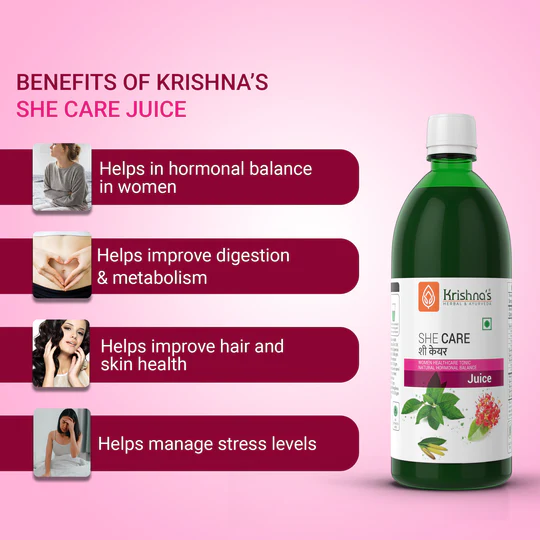 BENEFITS OF KRISHNA'S
SHE CARE JUICE
Helps in hormonal balance
in women
Helps improve digestion
& metabolism
Helps improve hair and
skin health
Helps manage stress levels
Krishna's
HERBAL & AYURVEDA
SHE CARE
शी केयर
WOMEN HEALTHCARE TONIC
NATURAL HORMONAL BALANCE
Juice